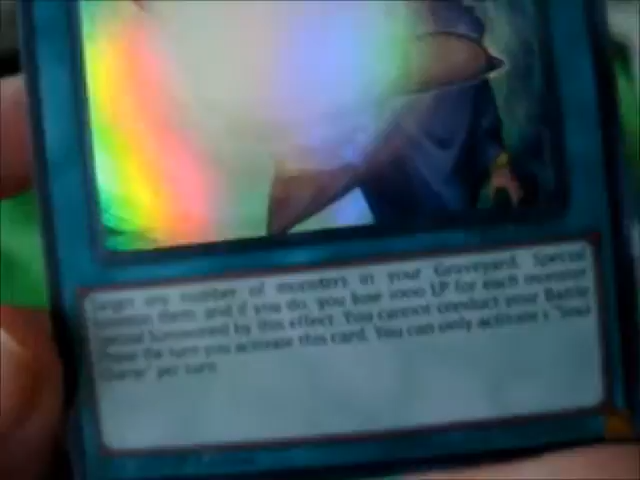 Target any number of monsters in your Graveyard. Special
Summon them, and if you do, you lose 1000 LP for each monster
Special Summoned by this effect. You cannot conduct your Battle
Phase the turn you activate this card. You can only activate 1 "Soul
Charge" per turn.